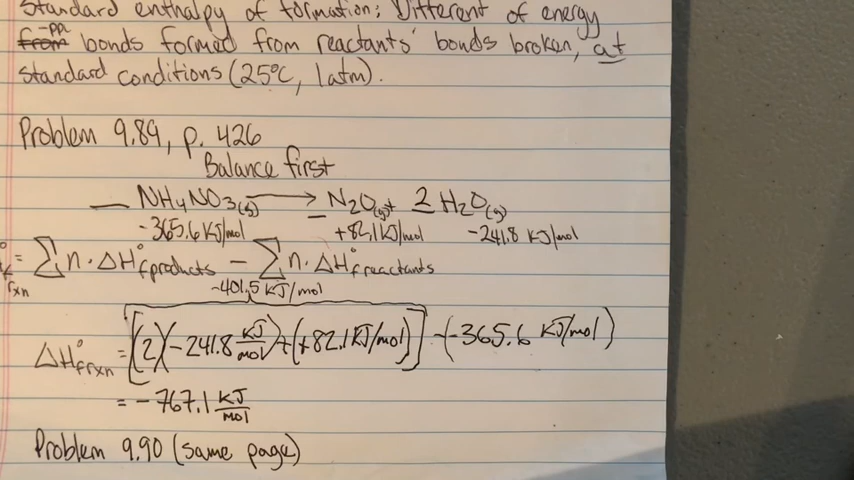 Standard enthalpy of formation: Different of energy
from bonds formed from reactants' bonds broken, at
standard conditions (25°C, 1atm).
Problem 9.89, p. 426
Balance first
__ NH4NO3(s) → _ N2O(g) + 2 H2O(g)
-365.6 KJ/mol +82.1 KJ/mol -241.8 KJ/mol
° rxn = ∑ n · ΔH°f products - ∑ n · ΔH°f reactants
-401.5 KJ/mol
ΔH°f rxn = [(2)(-241.8 KJ/mol) + (+82.1 KJ/mol)] - (-365.6 KJ/mol)
= -767.1 KJ/mol
Problem 9.90 (same page)